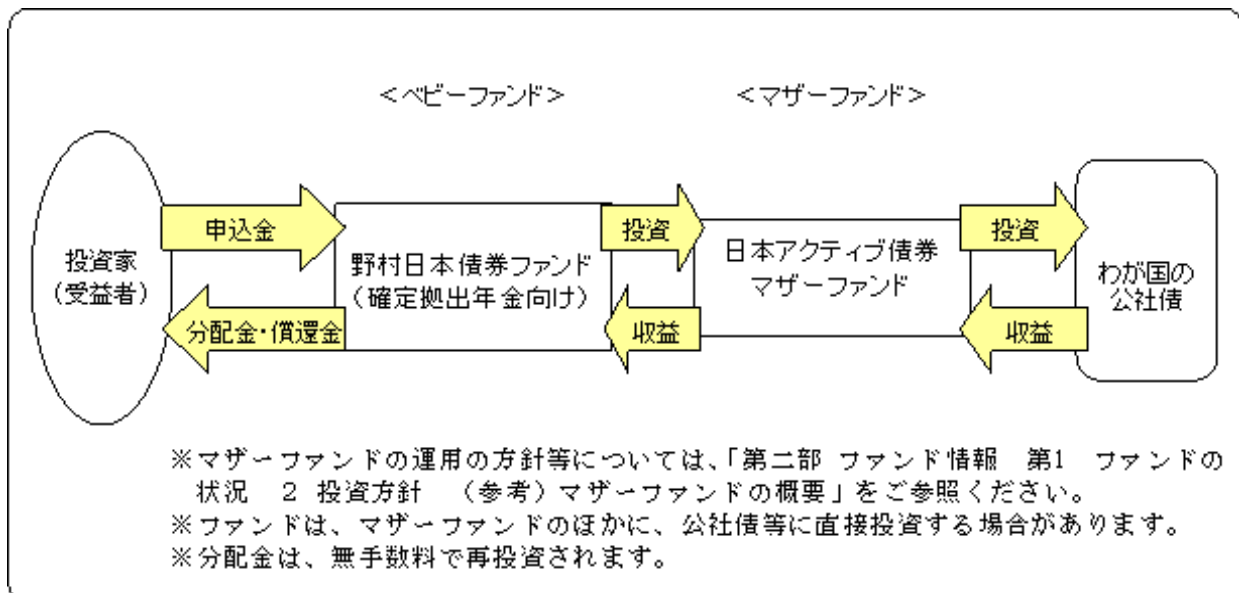 <ベビーファンド>
<マザーファンド>
投資家
(受益者)
申込金
分配金・償還金
野村日本債券ファンド
(確定拠出年金向け)
投資
収益
日本アクティブ債券
マザーファンド
投資
収益
わが国の
公社債
※マザーファンドの運用の方針等については、「第二部 ファンド情報 第1 ファンドの
状況 2 投資方針 (参考)マザーファンドの概要」をご参照ください。
※ファンドは、マザーファンドのほかに、公社債等に直接投資する場合があります。
※分配金は、無手数料で再投資されます。